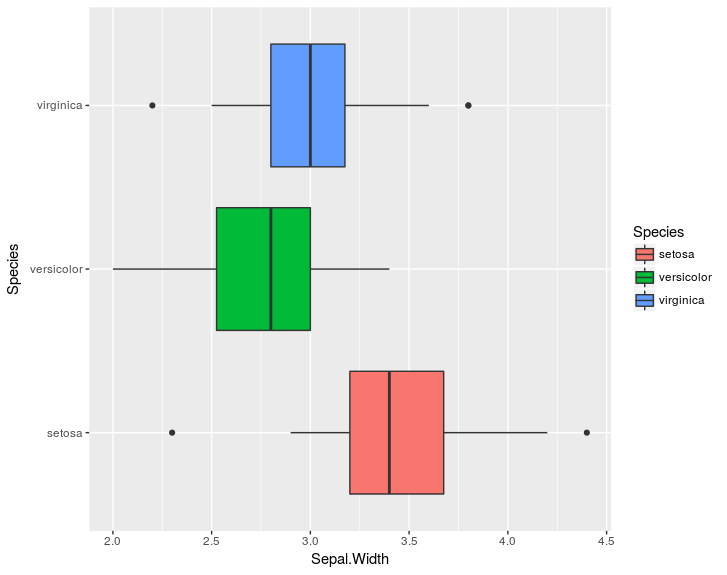 virginica
versicolor
setosa
Species
2.0 2.5 3.0 3.5 4.0 4.5
Sepal.Width
Species
setosa
versicolor
virginica